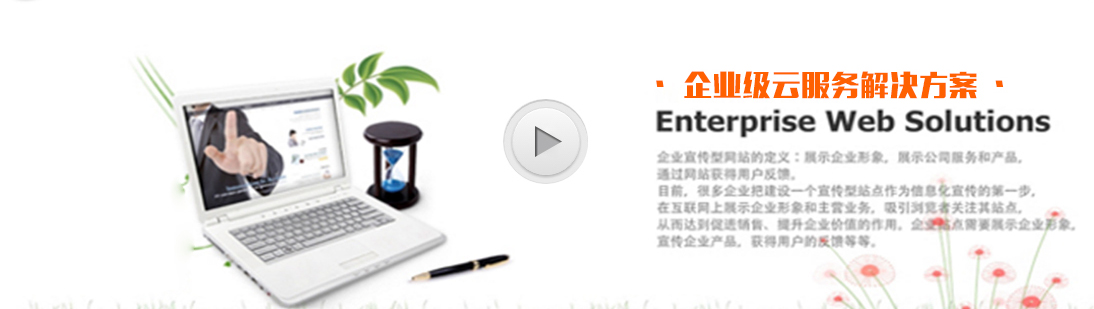 · 企业级云服务解决方案 ·
Enterprise Web Solutions
企业宣传型网站的定义：展示企业形象，展示公司服务和产品，
通过网站获得用户反馈。
目前，很多企业把建设一个宣传型站点作为信息化宣传的第一步，
在互联网上展示企业形象和主营业务，吸引浏览者关注其站点，
从而达到促进销售、提升企业价值的作用。企业站点需要展示企业形象，
宣传企业产品，获得用户的反馈等等。